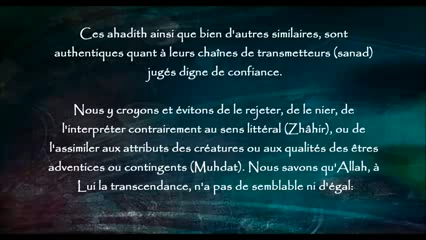 Ces ahadith ainsi que bien d'autres similaires, sont
authentiques quant à leurs chaînes de transmetteurs (sanad)
jugés digne de confiance.
Nous y croyons et évitons de le rejeter, de le nier, de
l'interpréter contrairement au sens littéral (Zhâhir), ou de
l'assimiler aux attributs des créatures ou aux qualités des êtres
adventices ou contingents (Muhdat). Nous savons qu'Allah, à
Lui la transcendance, n'a pas de semblable ni d'égal: